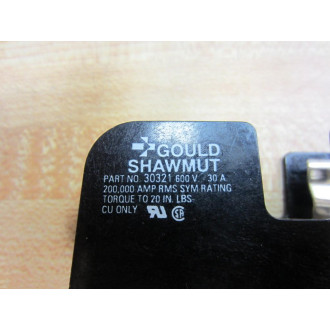 GOULD
SHAWMUT
PART NO. 30321 600 V. - 30 A.
200,000 AMP RMS SYM RATING
TORQUE TO 20 IN. LBS.
CU ONLY